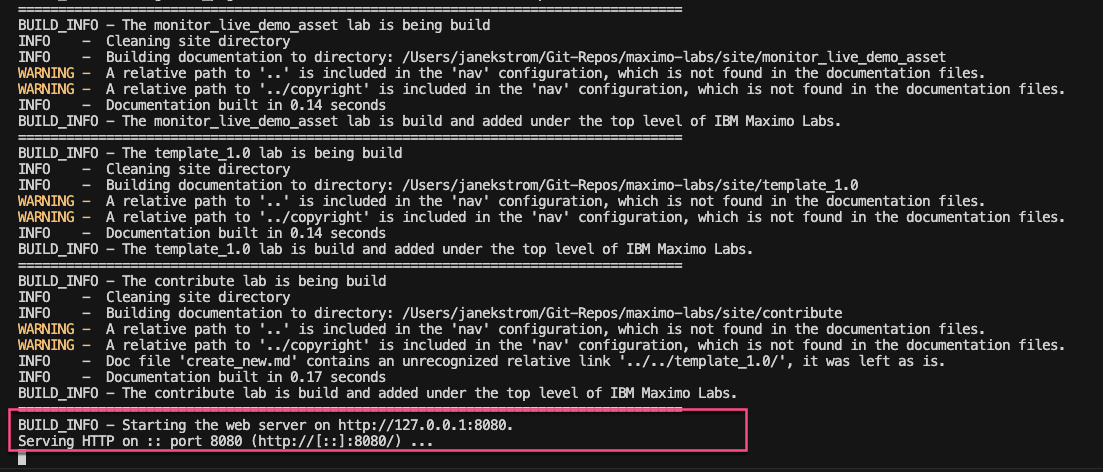 ==================================================================================
BUILD_INFO – The monitor_live_demo_asset lab is being build
INFO    -  Cleaning site directory
INFO    -  Building documentation to directory: /Users/janekstrom/Git-Repos/maximo-labs/site/monitor_live_demo_asset
WARNING -  A relative path to '..' is included in the 'nav' configuration, which is not found in the documentation files.
WARNING -  A relative path to '../copyright' is included in the 'nav' configuration, which is not found in the documentation files.
INFO    -  Documentation built in 0.14 seconds
BUILD_INFO – The monitor_live_demo_asset lab is build and added under the top level of IBM Maximo Labs.
==================================================================================
BUILD_INFO – The template_1.0 lab is being build
INFO    -  Cleaning site directory
INFO    -  Building documentation to directory: /Users/janekstrom/Git-Repos/maximo-labs/site/template_1.0
WARNING -  A relative path to '..' is included in the 'nav' configuration, which is not found in the documentation files.
WARNING -  A relative path to '../copyright' is included in the 'nav' configuration, which is not found in the documentation files.
INFO    -  Documentation built in 0.14 seconds
BUILD_INFO – The template_1.0 lab is build and added under the top level of IBM Maximo Labs.
==================================================================================
BUILD_INFO – The contribute lab is being build
INFO    -  Cleaning site directory
INFO    -  Building documentation to directory: /Users/janekstrom/Git-Repos/maximo-labs/site/contribute
WARNING -  A relative path to '..' is included in the 'nav' configuration, which is not found in the documentation files.
WARNING -  A relative path to '../copyright' is included in the 'nav' configuration, which is not found in the documentation files.
INFO    -  Doc file 'create_new.md' contains an unrecognized relative link '../../template_1.0/', it was left as is.
INFO    -  Documentation built in 0.17 seconds
BUILD_INFO – The contribute lab is build and added under the top level of IBM Maximo Labs.
==================================================================================
BUILD_INFO – Starting the web server on http://127.0.0.1:8080.
Serving HTTP on :: port 8080 (http://[::]:8080/) ...